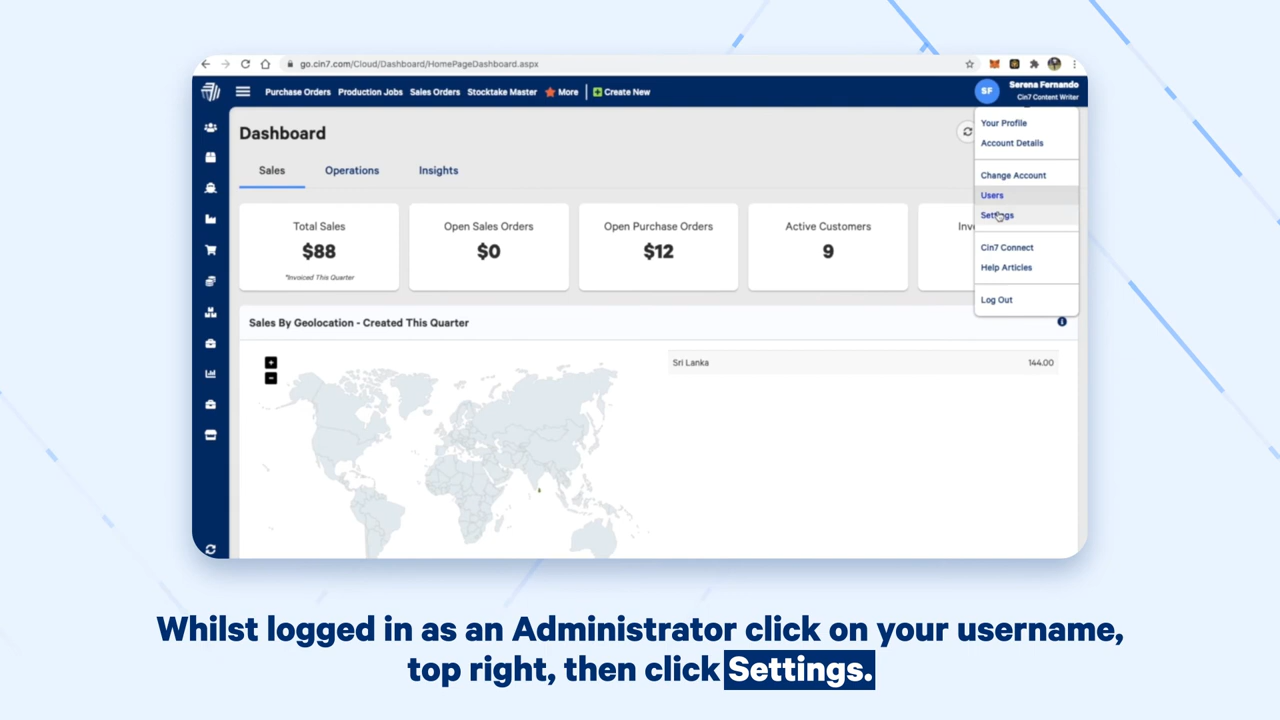 go.cin7.com/Cloud/Dashboard/HomePageDashboard.aspx
Purchase Orders Production Jobs Sales Orders Stocktake Master More Create New
SF
Serena Fernando
Cin7 Content Writer
Dashboard
Your Profile
Account Details
Change Account
Users
Settings
Cin7 Connect
Help Articles
Log Out
Sales Operations Insights
Total Sales
$88
*Invoiced This Quarter
Open Sales Orders
$0
Open Purchase Orders
$12
Active Customers
9
Sales By Geolocation - Created This Quarter
+
-
Sri Lanka 144.00
Whilst logged in as an Administrator click on your username,
top right, then click Settings.